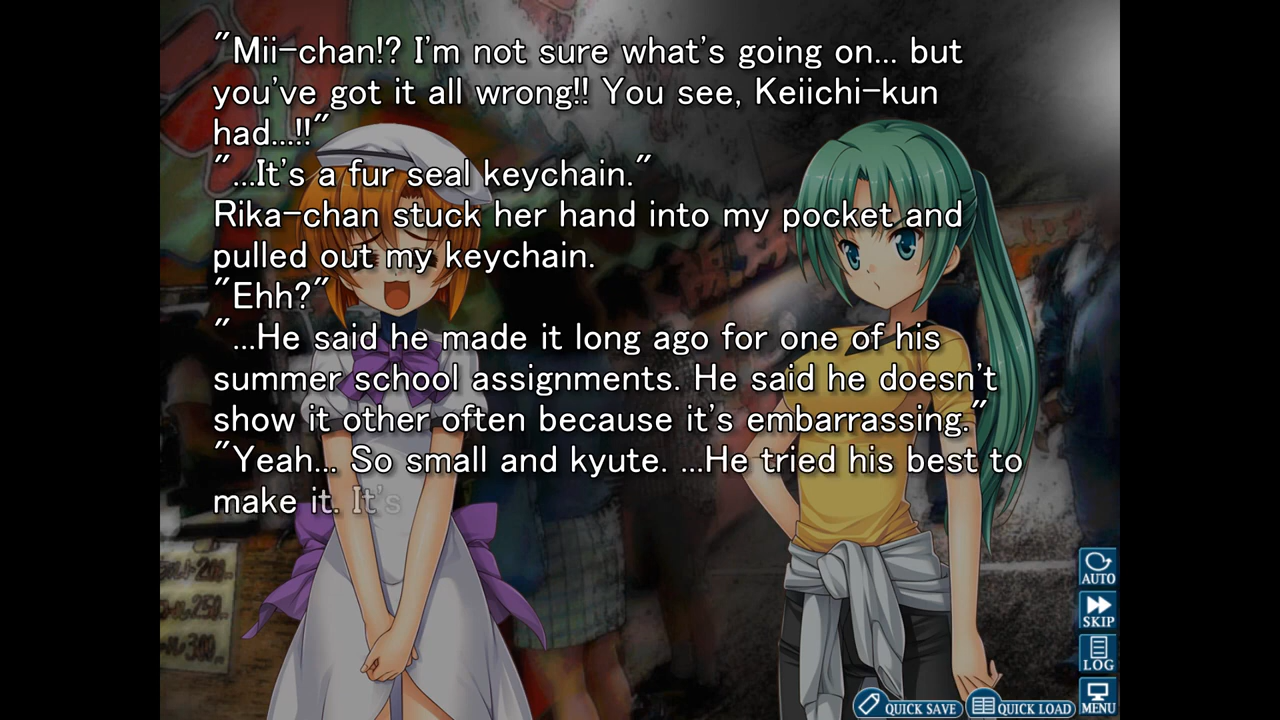 "Mii-chan!? I'm not sure what's going on... but
you've got it all wrong!! You see, Keiichi-kun
had...!!"
"...It's a fur seal keychain."
Rika-chan stuck her hand into my pocket and
pulled out my keychain.
"Ehh?"
"...He said he made it long ago for one of his
summer school assignments. He said he doesn't
show it other often because it's embarrassing."
"Yeah... So small and kyute. ...He tried his best to
make it. It's
AUTO
SKIP
LOG
MENU
QUICK SAVE
QUICK LOAD